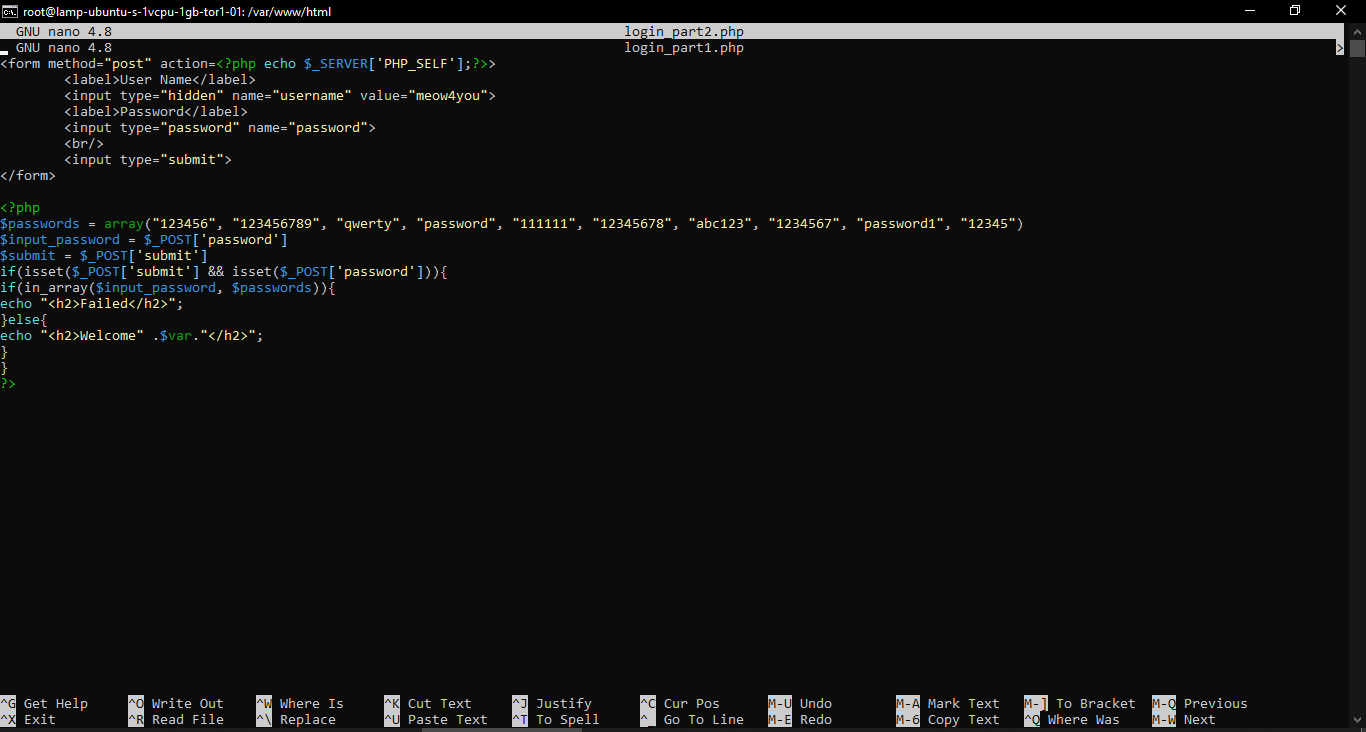 root@lamp-ubuntu-s-1vcpu-1gb-tor1-01: /var/www/html
GNU nano 4.8 login_part2.php
GNU nano 4.8 login_part1.php >
<form method="post" action=<?php echo $_SERVER['PHP_SELF'];?>>
<label>User Name</label>
<input type="hidden" name="username" value="meow4you">
<label>Password</label>
<input type="password" name="password">
<br/>
<input type="submit">
</form>
<?php
$passwords = array("123456", "123456789", "qwerty", "password", "111111", "12345678", "abc123", "1234567", "password1", "12345")
$input_password = $_POST['password']
$submit = $_POST['submit']
if(isset($_POST['submit'] && isset($_POST['password'])){
if(in_array($input_password, $passwords)){
echo "<h2>Failed</h2>";
}else{
echo "<h2>Welcome" .$var."</h2>";
}
}
?>
^G Get Help ^O Write Out ^W Where Is ^K Cut Text ^J Justify ^C Cur Pos M-U Undo M-A Mark Text M-] To Bracket M-Q Previous
^X Exit ^R Read File ^\ Replace ^U Paste Text ^T To Spell ^_ Go To Line M-E Redo M-6 Copy Text ^Q Where Was M-W Next